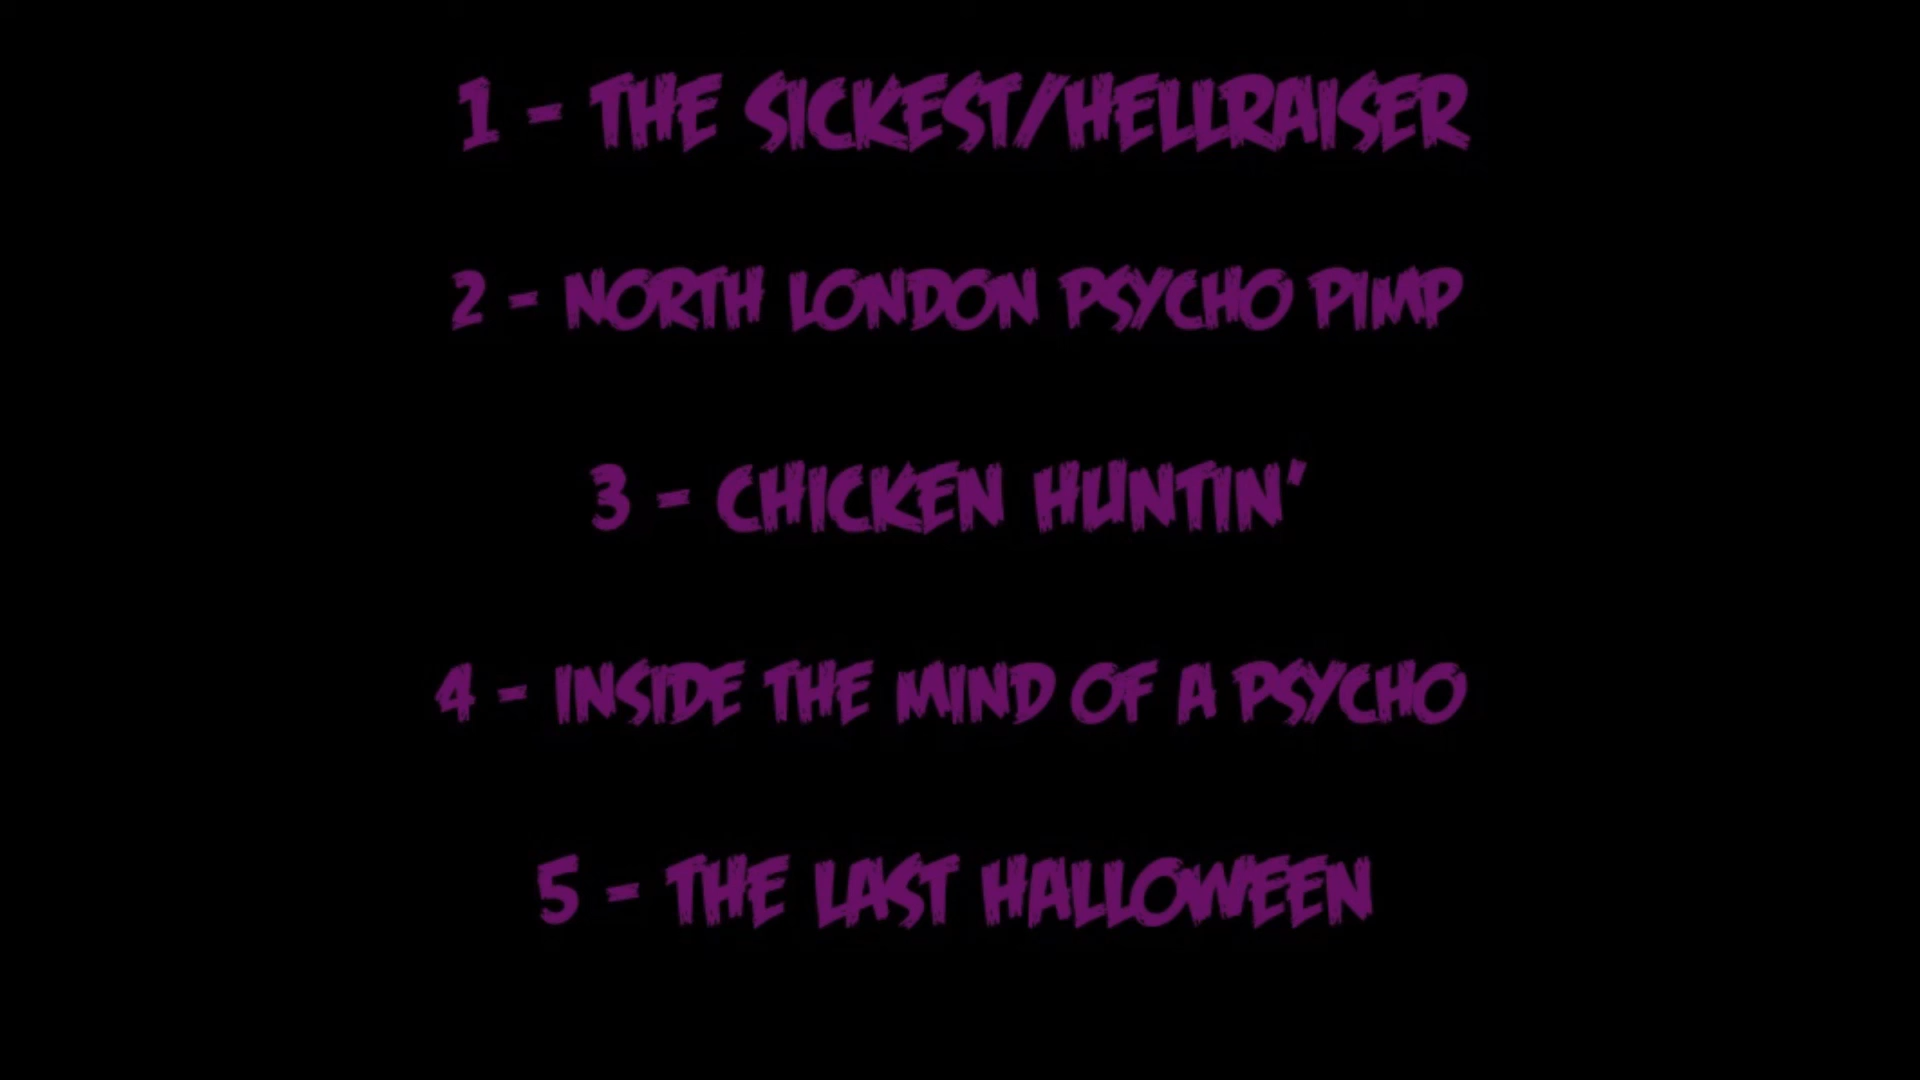 1 - THE SICKEST/HELLRAISER
2 - NORTH LONDON PSYCHO PIMP
3 - CHICKEN HUNTIN'
4 - INSIDE THE MIND OF A PSYCHO
5 - THE LAST HALLOWEEN